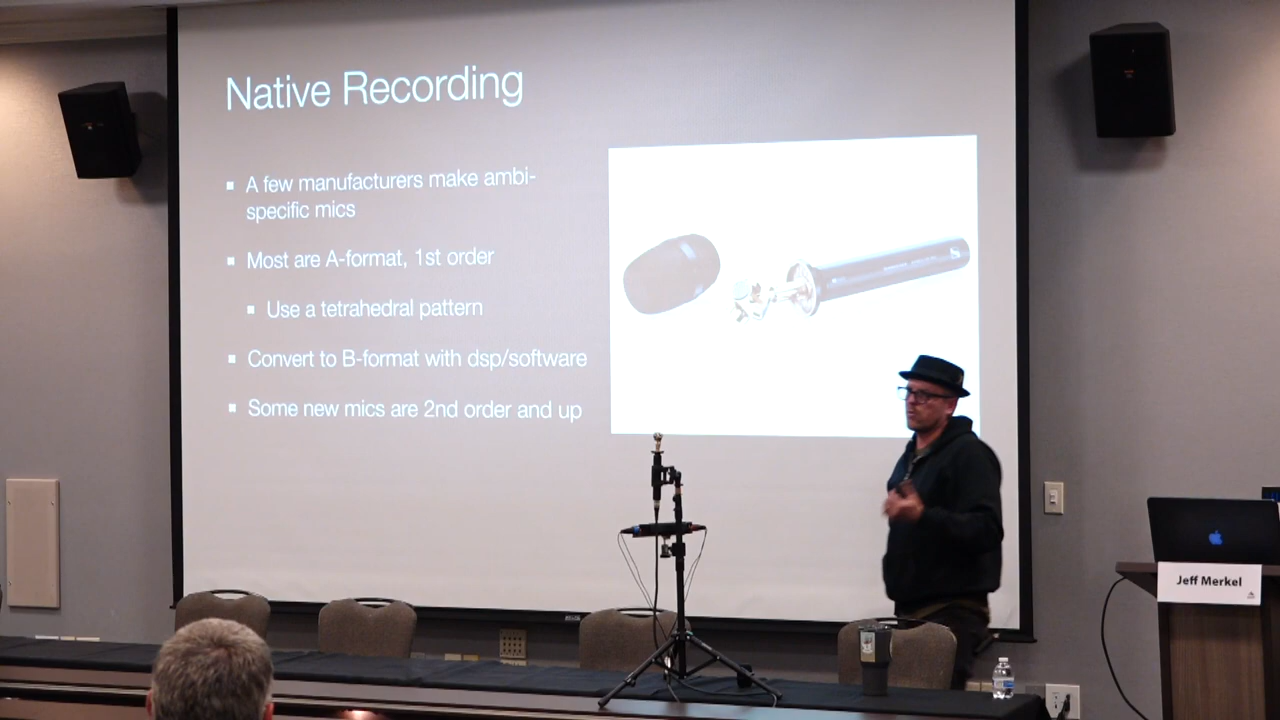 Native Recording
A few manufacturers make ambi-
specific mics
Most are A-format, 1st order
Use a tetrahedral pattern
Convert to B-format with dsp/software
Some new mics are 2nd order and up
Jeff Merkel